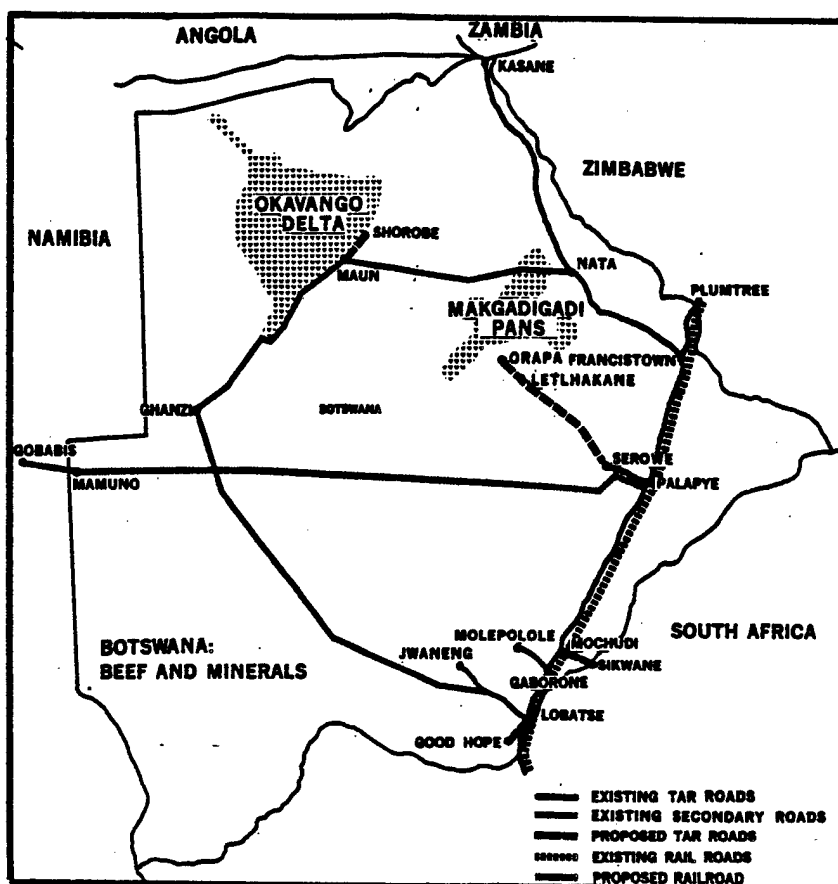 ANGOLA
ZAMBIA
KASANE
ZIMBABWE
OKAVANGO
DELTA
SHOROBE
NAMIBIA
MAUN
NATA
PLUMTREE
MAKGADIGADI
PANS
ORAPA FRANCISTOWN
LETLHAKANE
GHANZI
BOTSWANA
GOBABIS
SEROWE
MAMUNO
PALAPYE
SOUTH AFRICA
MOLEPOLOLE
MOCHUDI
BOTSWANA:
BEEF AND MINERALS
JWANENG
SIKWANE
GABORONE
LOBATSE
GOOD HOPE
EXISTING TAR ROADS
EXISTING SECONDARY ROADS
PROPOSED TAR ROADS
EXISTING RAIL ROADS
PROPOSED RAILROAD